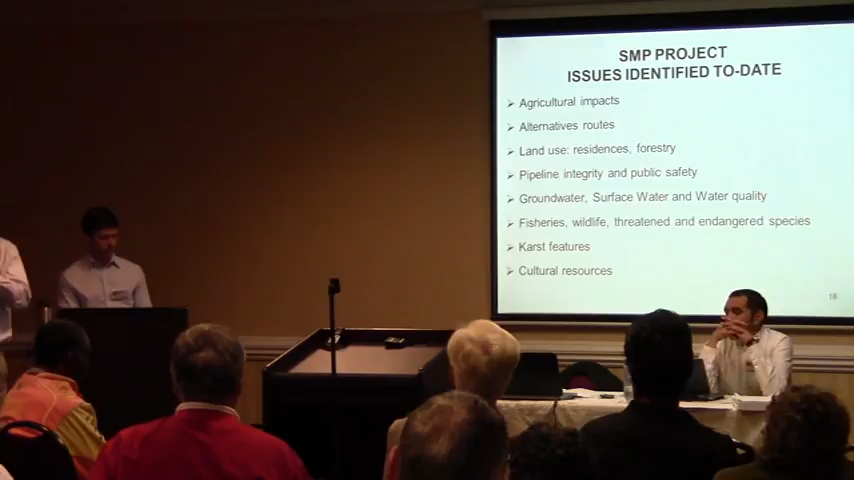 SMP PROJECT
ISSUES IDENTIFIED TO-DATE
➢ Agricultural impacts
➢ Alternatives routes
➢ Land use: residences, forestry
➢ Pipeline integrity and public safety
➢ Groundwater, Surface Water and Water quality
➢ Fisheries, wildlife, threatened and endangered species
➢ Karst features
➢ Cultural resources
18